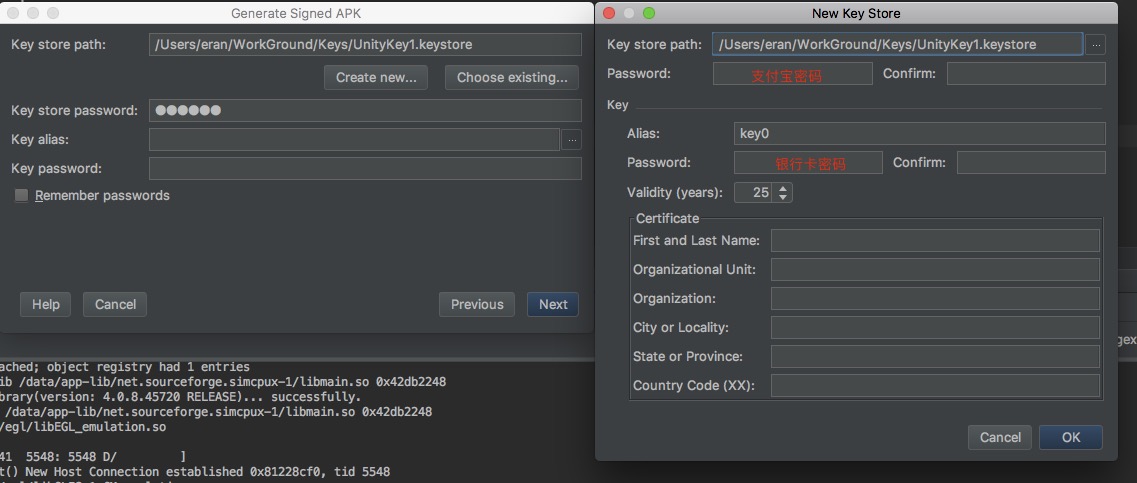 Generate Signed APK
Key store path: /Users/eran/WorkGround/Keys/UnityKey1.keystore
Create new... Choose existing...
Key store password: ●●●●●●
Key alias: ...
Key password:
Remember passwords
Help Cancel Previous Next
New Key Store
Key store path: /Users/eran/WorkGround/Keys/UnityKey1.keystore ...
Password: 支付宝密码 Confirm:
Key
Alias: key0
Password: 银行卡密码 Confirm:
Validity (years): 25
Certificate
First and Last Name:
Organizational Unit:
Organization:
City or Locality:
State or Province:
Country Code (XX):
Cancel OK
gex
ached; object registry had 1 entries
ib /data/app-lib/net.sourceforge.simcpux-1/libmain.so 0x42db2248
brary(version: 4.0.8.45720 RELEASE)... successfully.
/data/app-lib/net.sourceforge.simcpux-1/libmain.so 0x42db2248
/egl/libEGL_emulation.so
41 5548: 5548 D/ ]
t() New Host Connection established 0x81228cf0, tid 5548